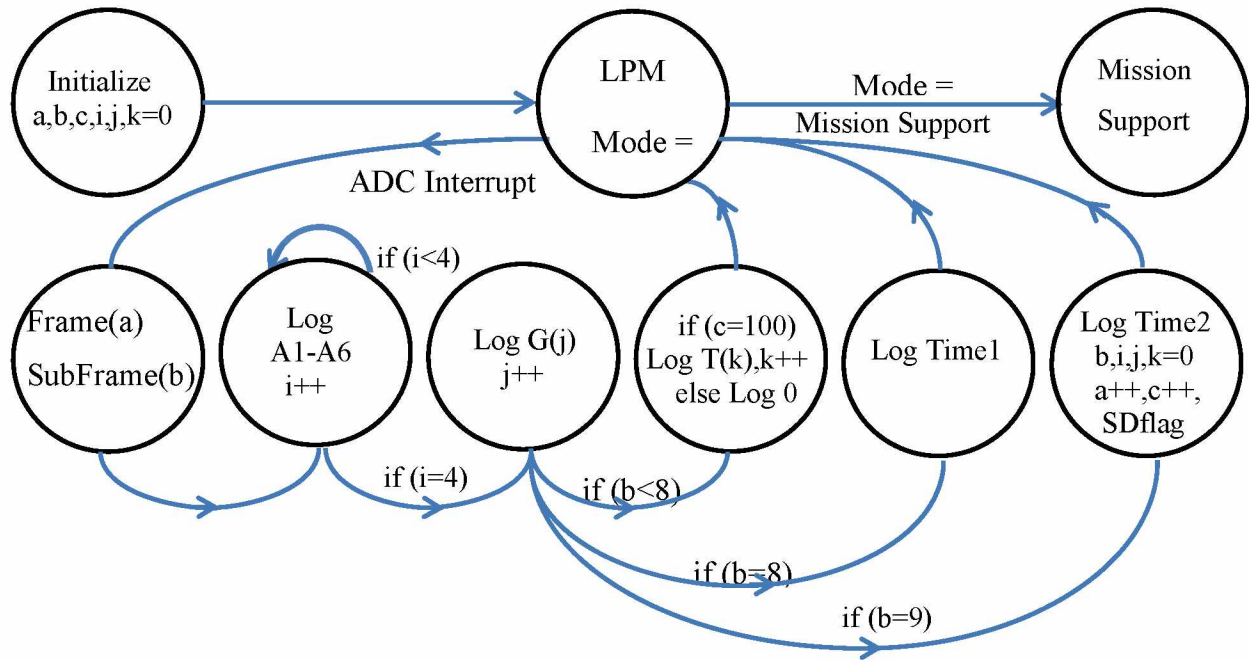 Initialize
a,b,c,i,j,k=0
LPM
Mode =
Mode =
Mission Support
Mission
Support
ADC Interrupt
if (i<4)
Frame(a)
SubFrame(b)
Log
A1-A6
i++
Log G(j)
j++
if (c=100)
Log T(k),k++
else Log 0
Log Time1
Log Time2
b,i,j,k=0
a++,c++,
SDflag
if (i=4)
if (b<8)
if (b=8)
if (b=9)